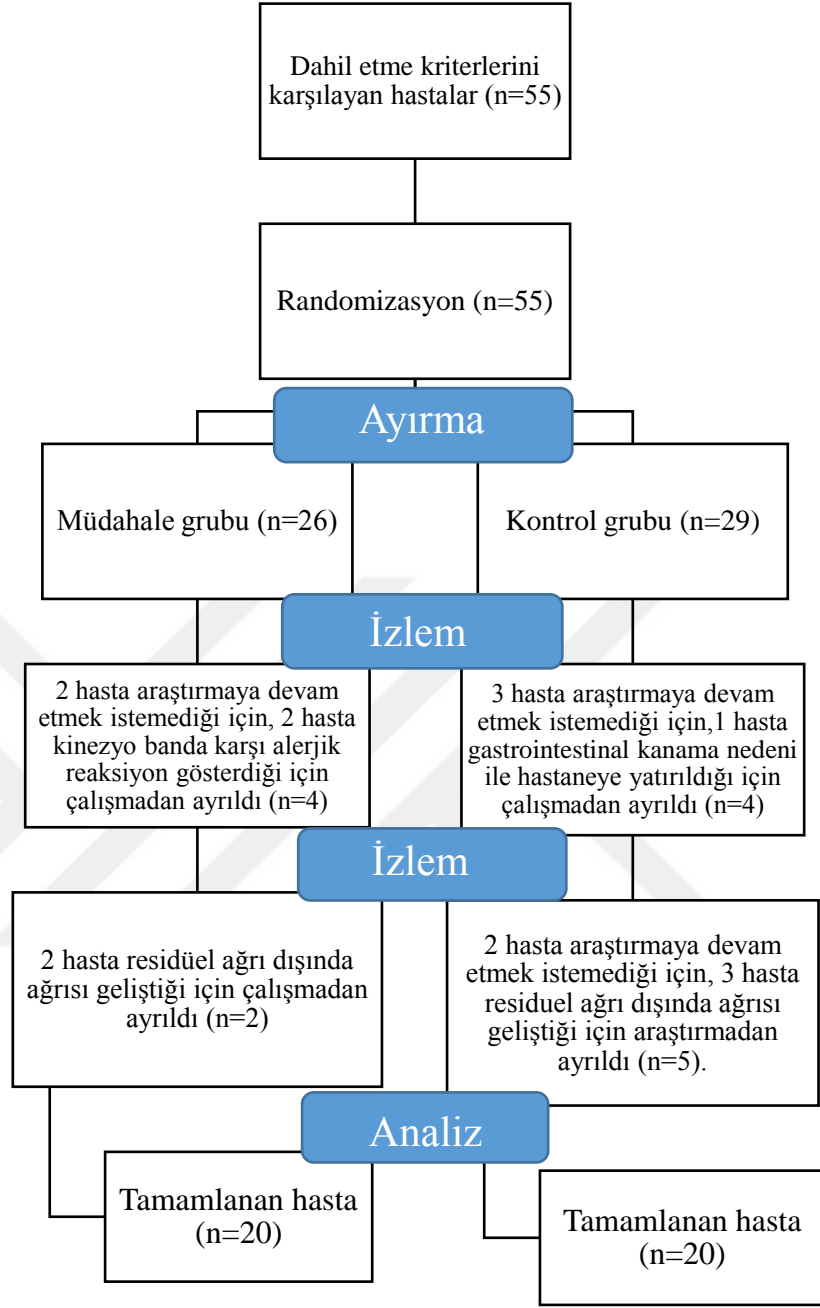 Dahil etme kriterlerini
karşılayan hastalar (n=55)
Randomizasyon (n=55)
Ayırma
Müdahale grubu (n=26)
Kontrol grubu (n=29)
İzlem
2 hasta araştırmaya devam
etmek istemediği için, 2 hasta
kinezyo banda karşı alerjik
reaksiyon gösterdiği için
çalışmadan ayrıldı (n=4)
3 hasta araştırmaya devam
etmek istemediği için,1 hasta
gastrointestinal kanama nedeni
ile hastaneye yatırıldığı için
çalışmadan ayrıldı (n=4)
İzlem
2 hasta residüel ağrı dışında
ağrısı geliştiği için çalışmadan
ayrıldı (n=2)
2 hasta araştırmaya devam
etmek istemediği için, 3 hasta
residuel ağrı dışında ağrısı
geliştiği için araştırmadan
ayrıldı (n=5).
Analiz
Tamamlanan hasta
(n=20)
Tamamlanan hasta
(n=20)